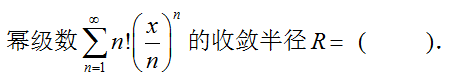 幂级数 $\sum_{n=1}^{\infty} n!\left(\frac{x}{n}\right)^n$ 的收敛半径 R = (　　).